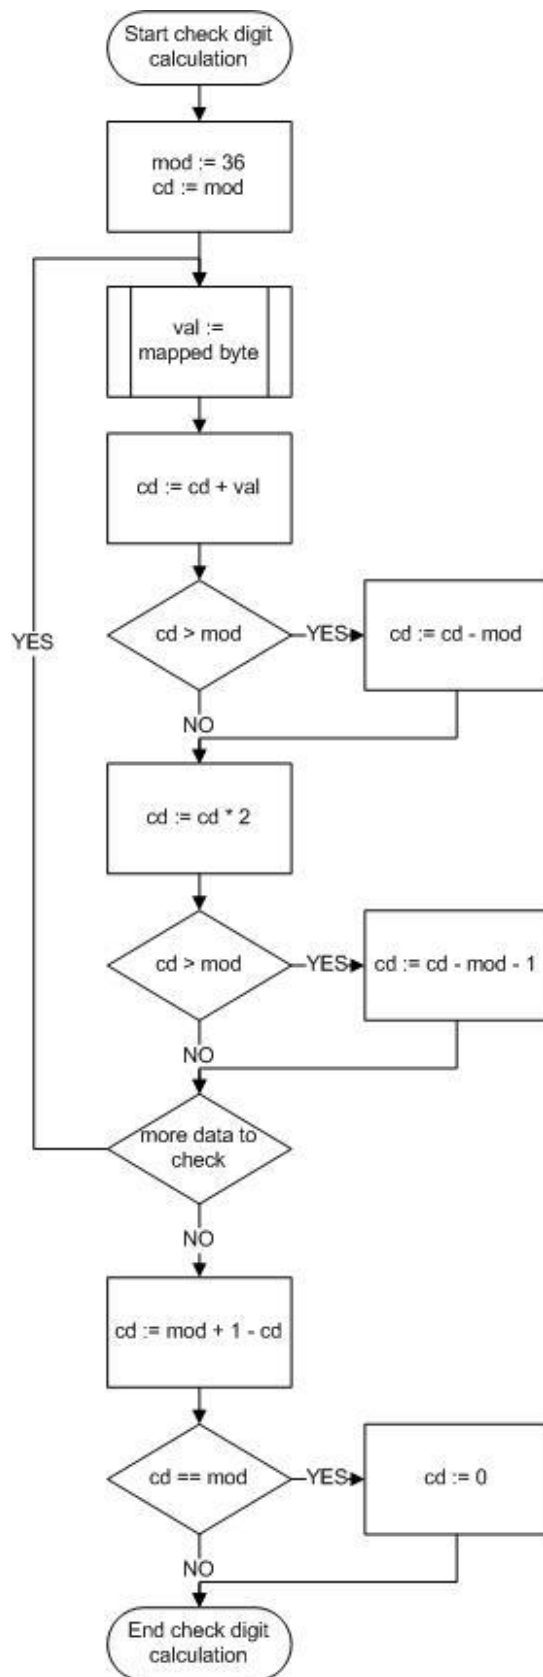 Start check digit
calculation
mod := 36
cd := mod
val :=
mapped byte
cd := cd + val
cd > mod
YES
cd := cd - mod
YES
NO
cd := cd * 2
cd > mod
YES
cd := cd - mod - 1
NO
more data to
check
NO
cd := mod + 1 - cd
cd == mod
YES
cd := 0
NO
End check digit
calculation